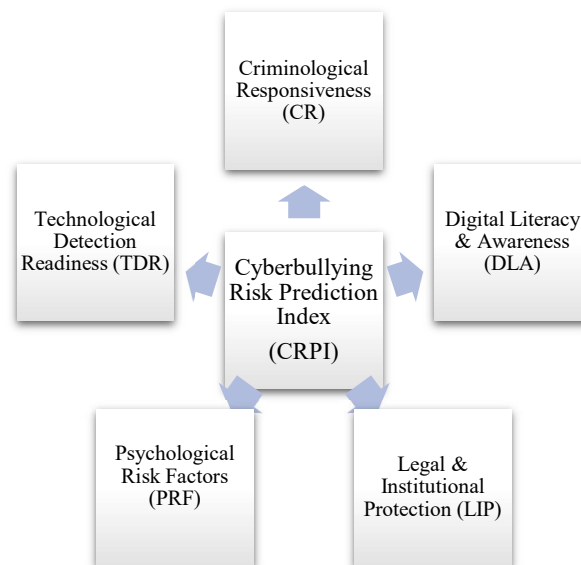 Criminological
Responsiveness
(CR)
Technological
Detection
Readiness (TDR)
Digital Literacy
& Awareness
(DLA)
Cyberbullying
Risk Prediction
Index
(CRPI)
Psychological
Risk Factors
(PRF)
Legal &
Institutional
Protection (LIP)